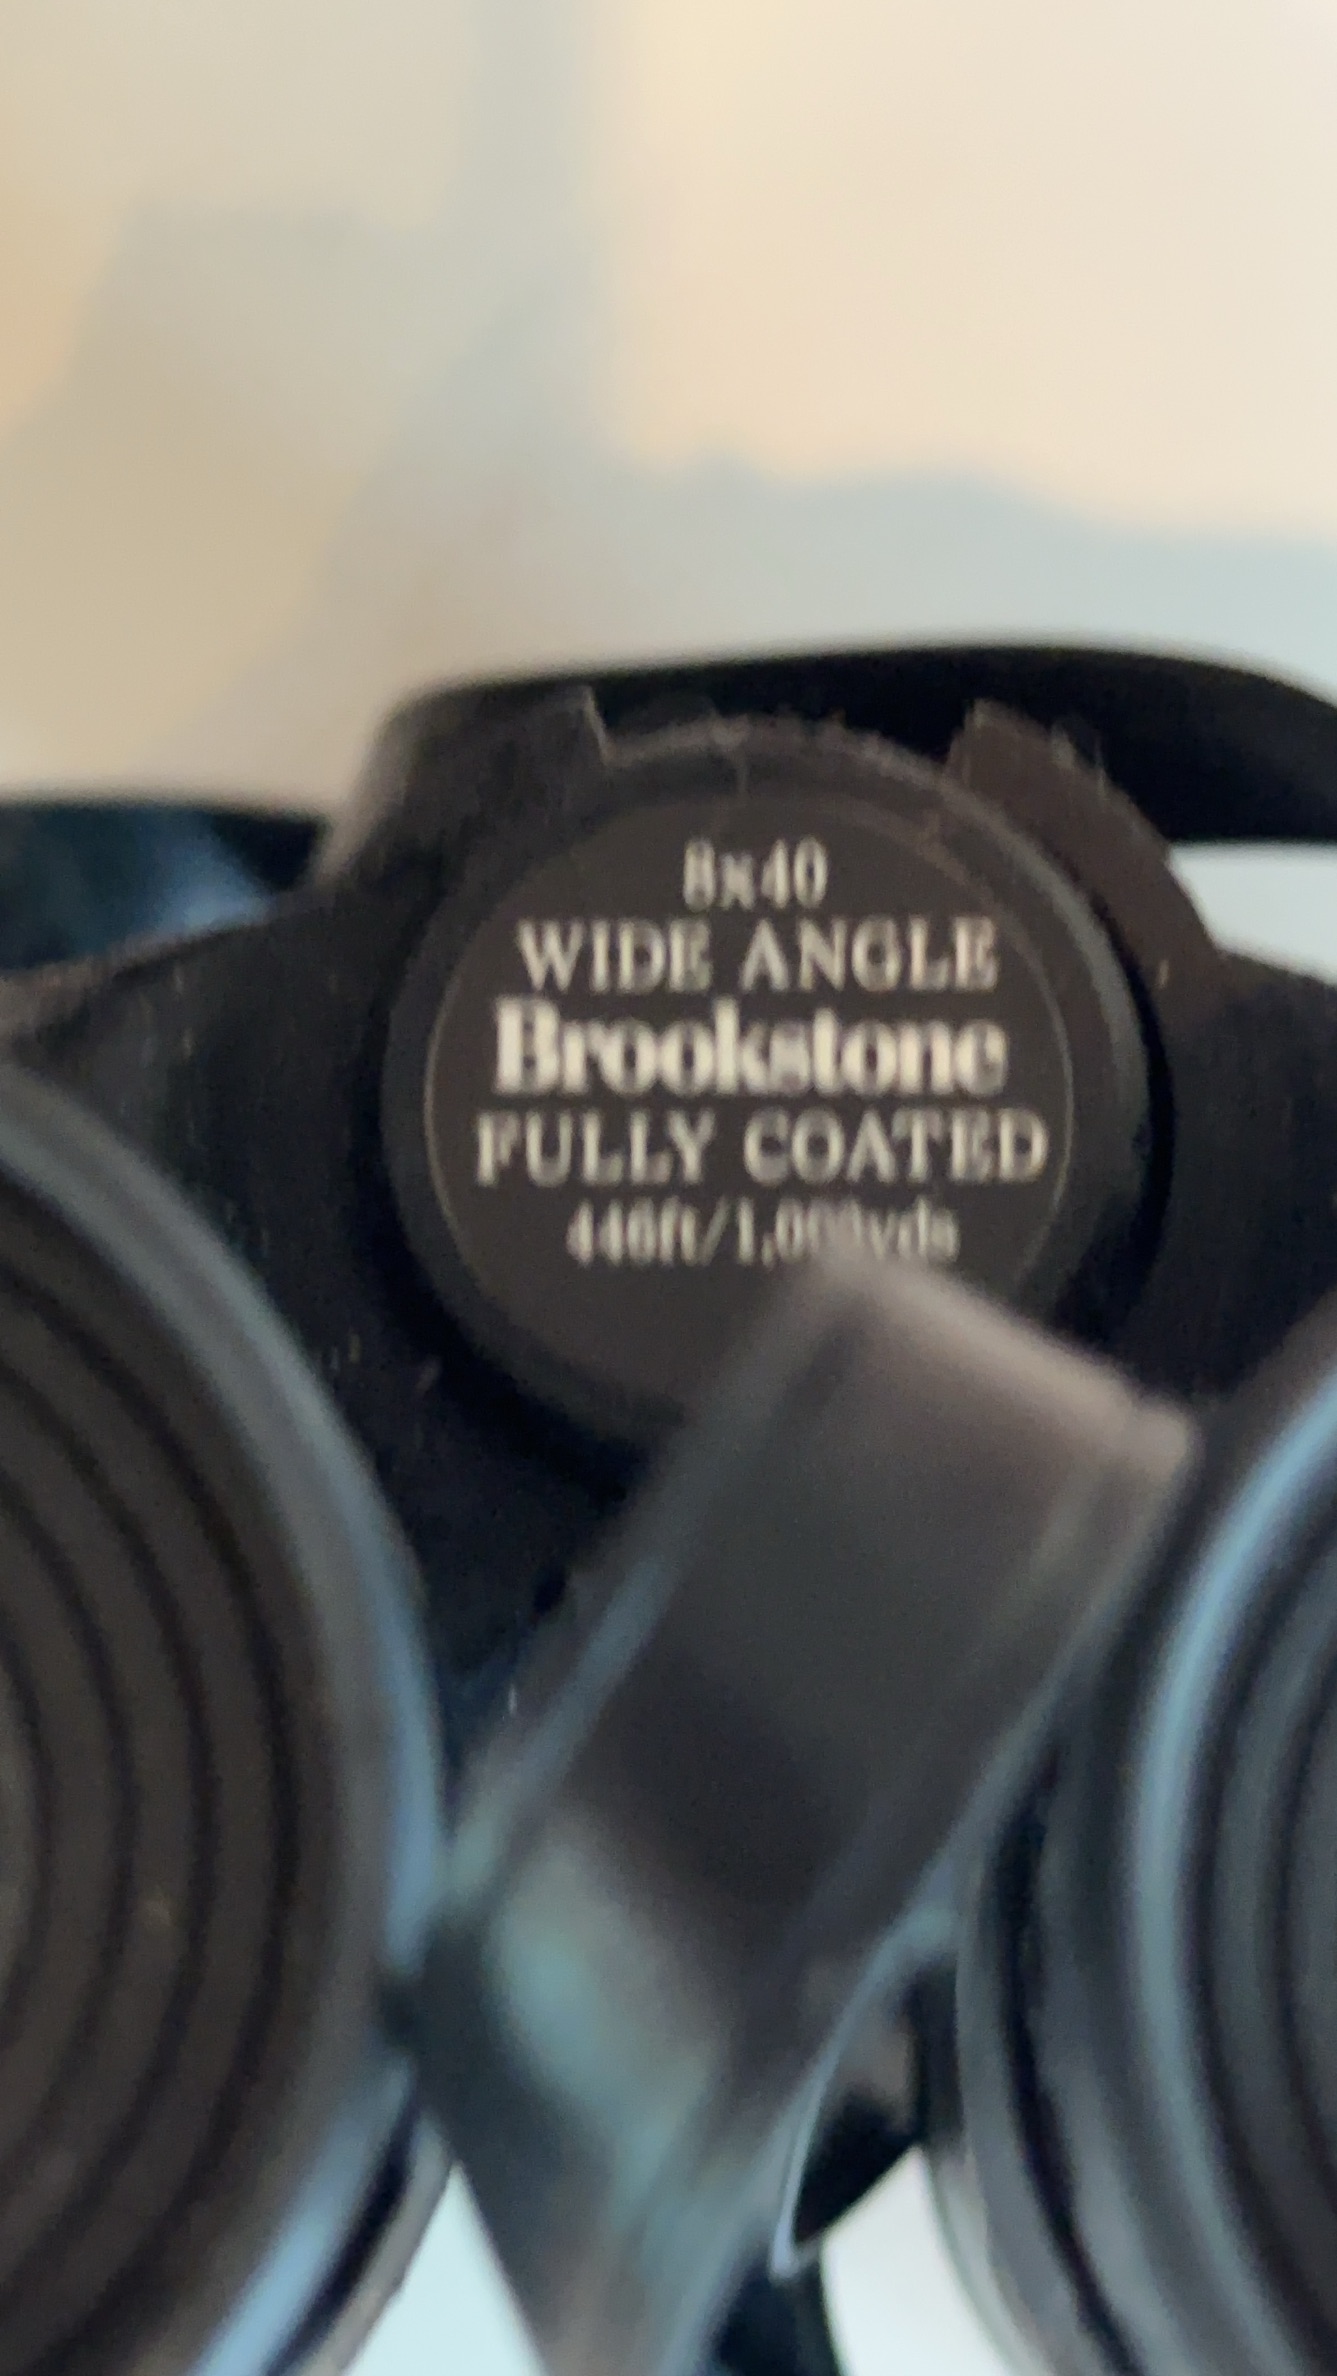 8x40
WIDE ANGLE
Brookstone
FULLY COATED
446ft/1,000yds